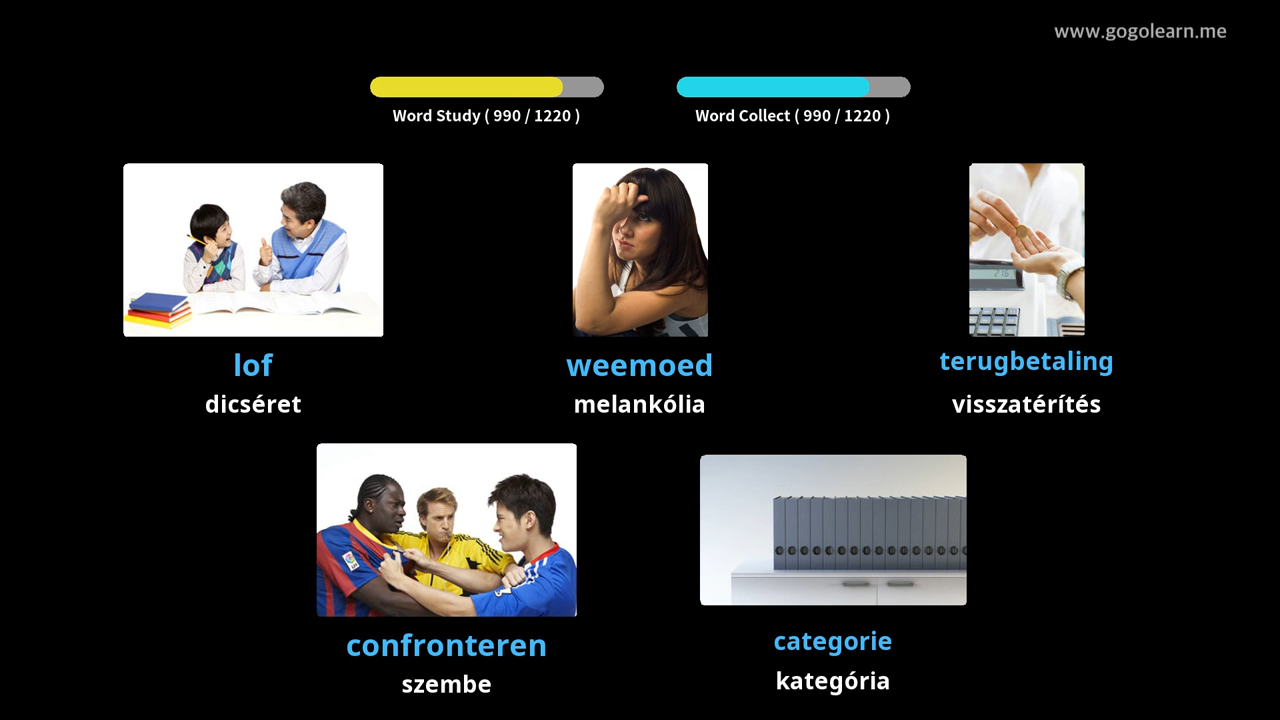 www.gogolearn.me
Word Study ( 990 / 1220 )
Word Collect ( 990 / 1220 )
lof
dicséret
weemoed
melankólia
terugbetaling
visszatérítés
confronteren
szembe
categorie
kategória